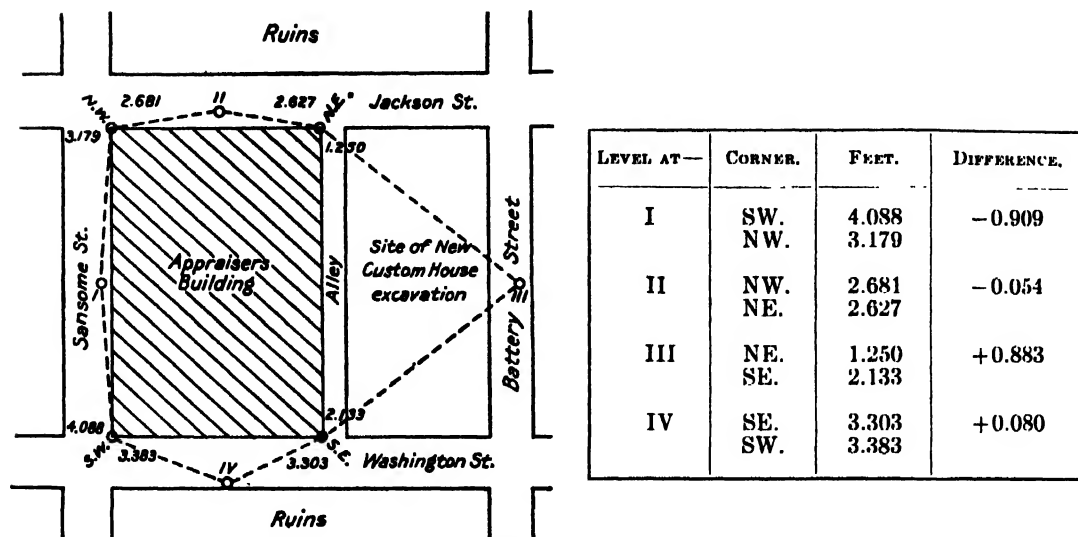 Ruins
N.W.
2.681
II
2.627
N.E.
Jackson St.
3.179
1.250
Sansome St.
Appraisers
Building
Alley
Site of New
Custom House
excavation
Battery Street
III
4.088
2.133
S.W.
3.383
IV
3.303
S.E.
Washington St.
Ruins
LEVEL AT— CORNER. FEET. DIFFERENCE.
I SW. 4.088 −0.909
NW. 3.179
II NW. 2.681 −0.054
NE. 2.627
III NE. 1.250 +0.883
SE. 2.133
IV SE. 3.303 +0.080
SW. 3.383